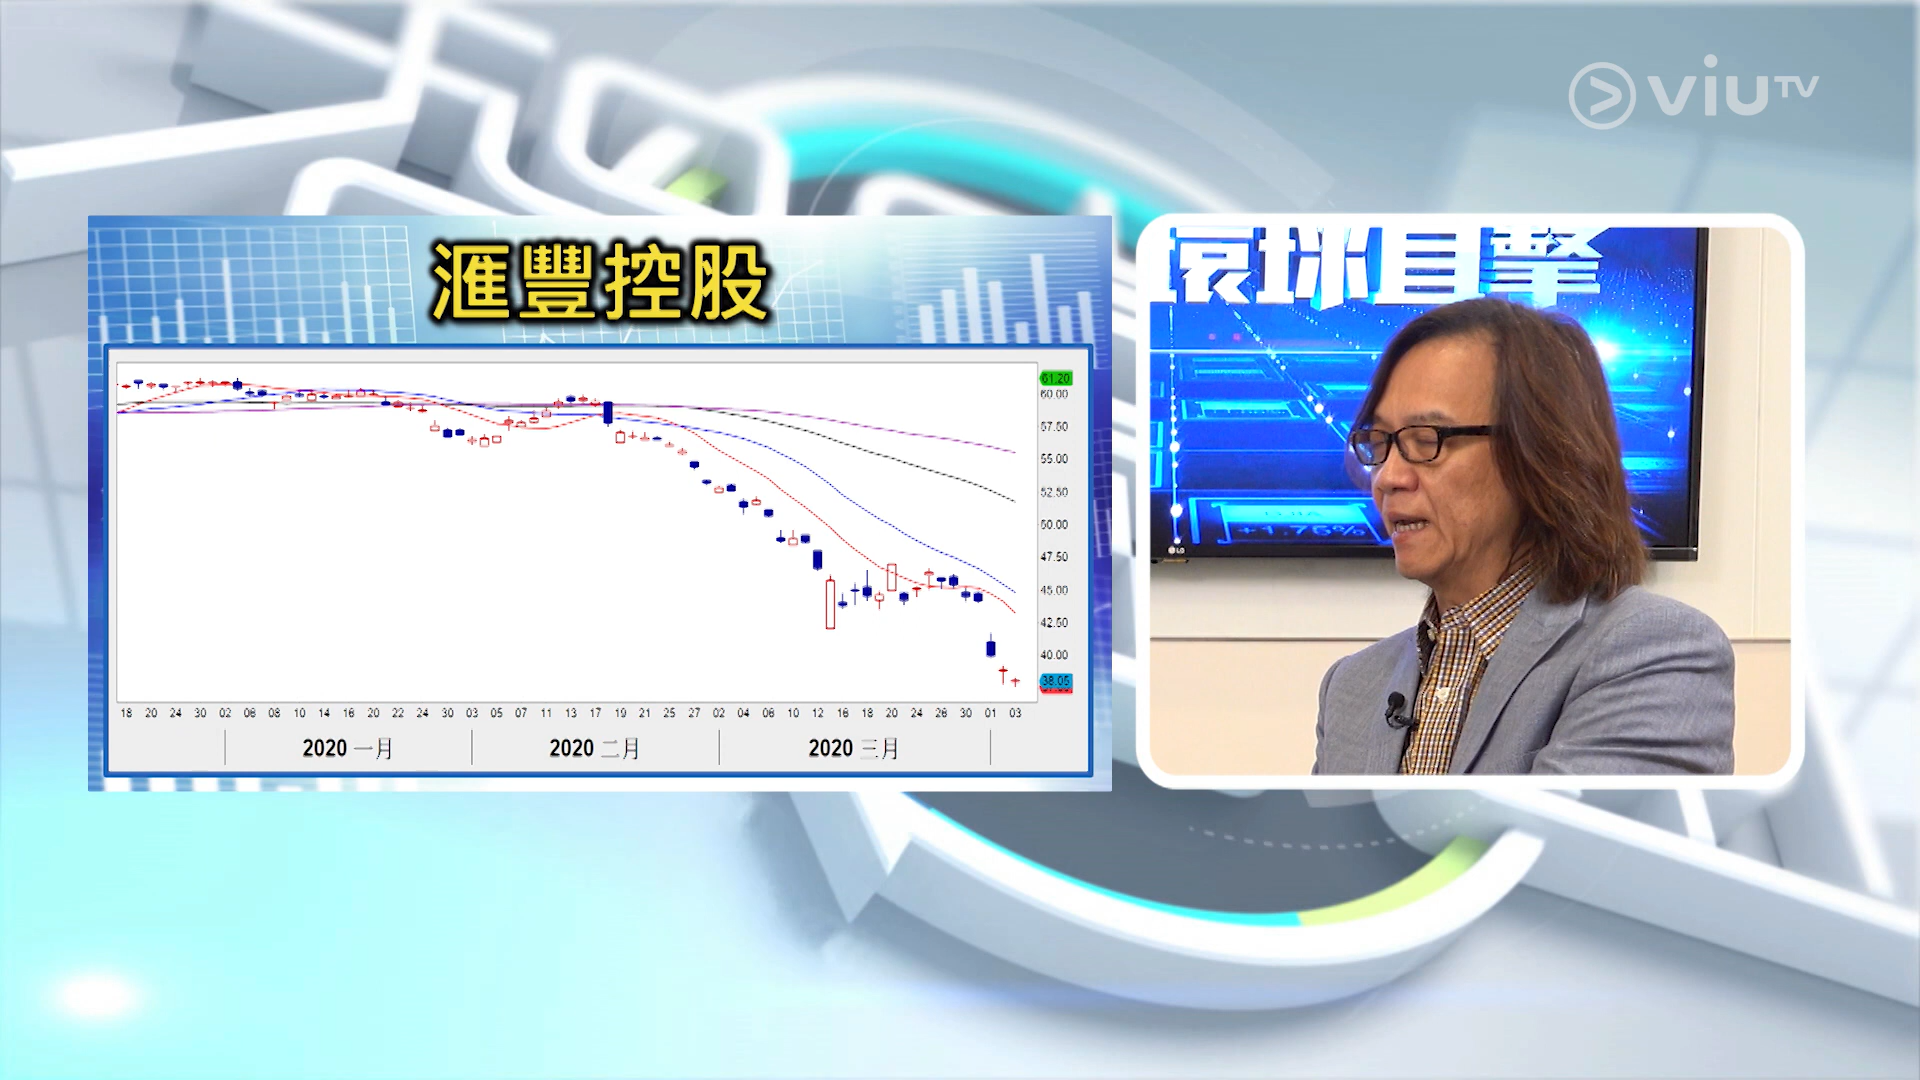 viuTV
滙豐控股
環球目擊
61.20
60.00
57.50
55.00
52.50
50.00
47.50
45.00
42.50
40.00
38.05
18 20 24 30 02 06 08 10 14 16 20 22 24 30 03 05 07 11 13 17 19 21 25 27 02 04 06 10 12 16 18 20 24 26 30 01 03
2020 一月 2020 二月 2020 三月
DJIA
+1.76%
LG